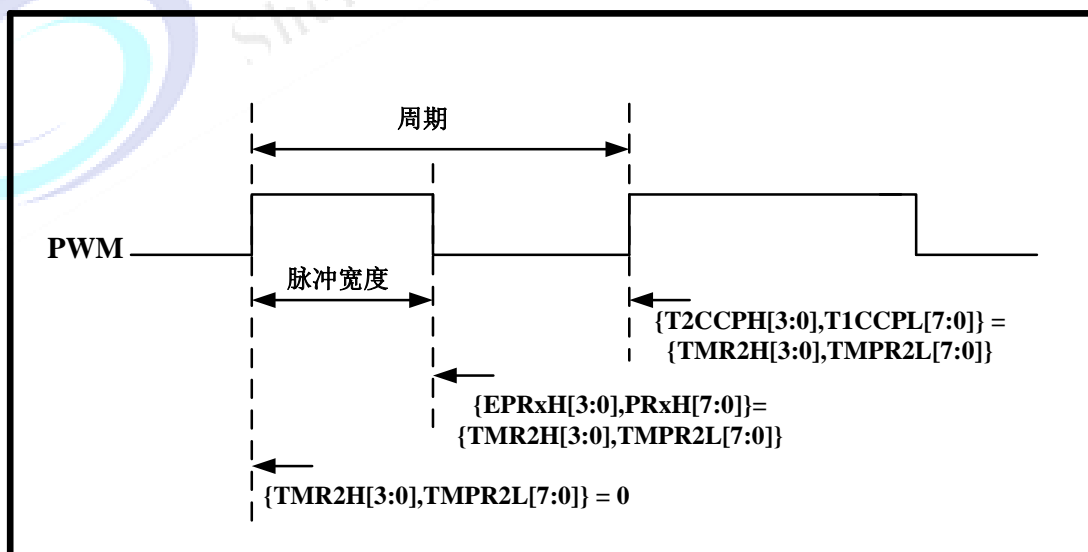 周期
PWM
脉冲宽度
{T2CCPH[3:0],T1CCPL[7:0]} =
{TMR2H[3:0],TMPR2L[7:0]}
{EPRxH[3:0],PRxH[7:0]}=
{TMR2H[3:0],TMPR2L[7:0]}
{TMR2H[3:0],TMPR2L[7:0]} = 0